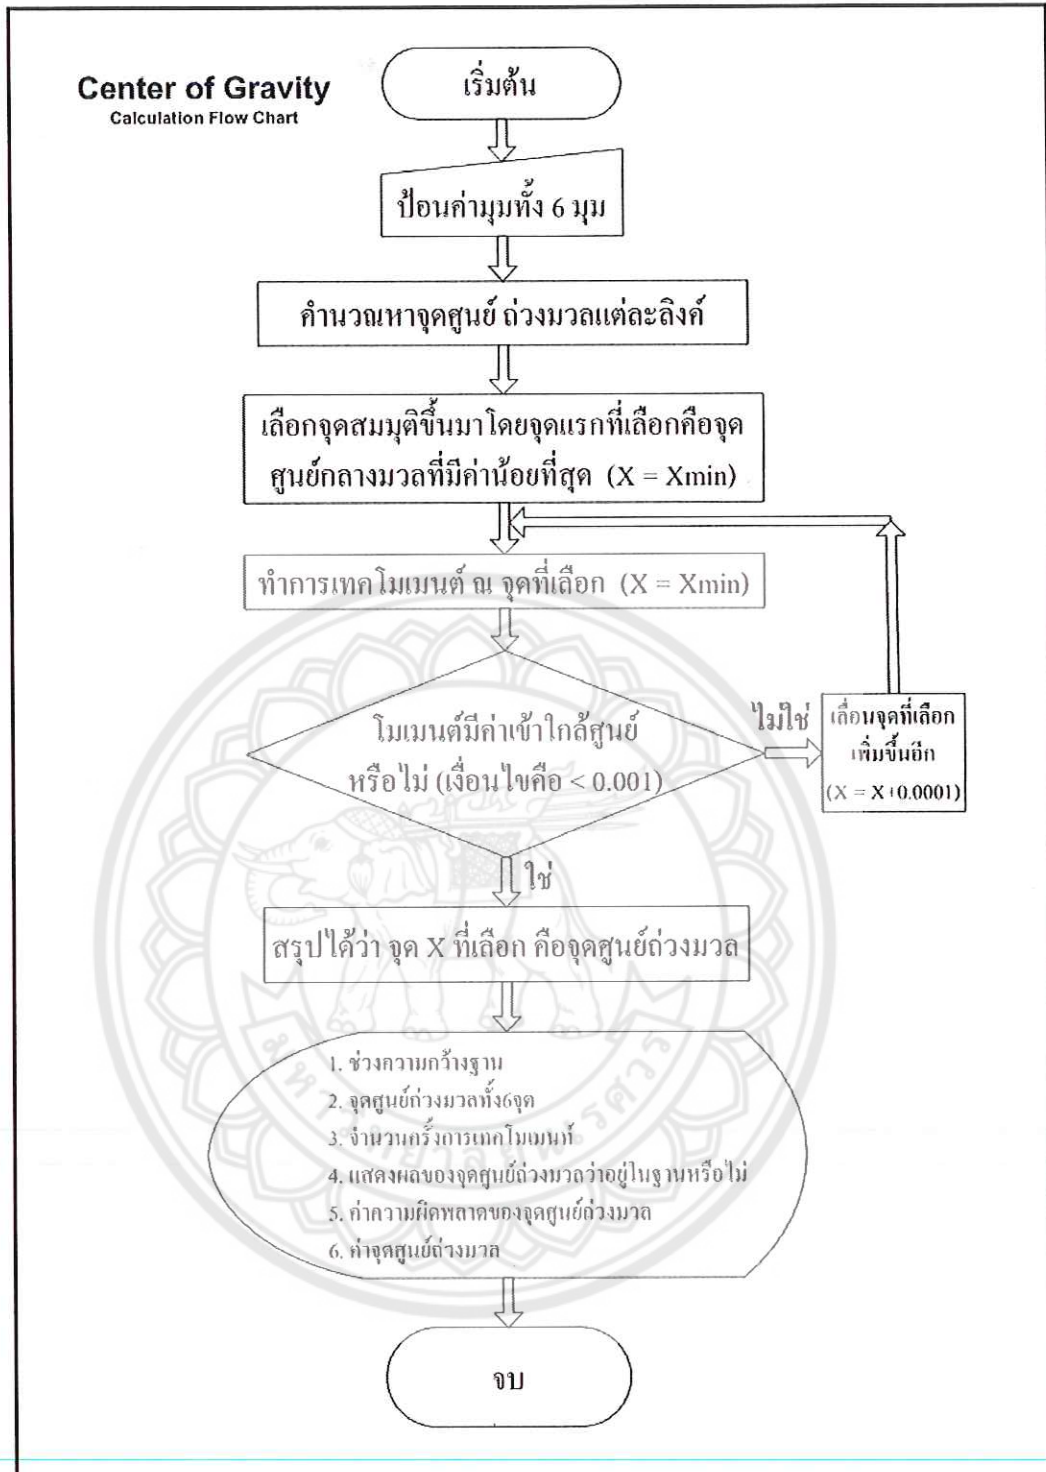 Center of Gravity
Calculation Flow Chart
เริ่มต้น
ป้อนค่ามุมทั้ง 6 มุม
คำนวณหาจุดศูนย์ ถ่วงมวลแต่ละลิงค์
เลือกจุดสมมุติขึ้นมาโดยจุดแรกที่เลือกคือจุด
ศูนย์กลางมวลที่มีค่าน้อยที่สุด (X = Xmin)
ทำการเทคโมเมนต์ ณ จุดที่เลือก (X = Xmin)
โมเมนต์มีค่าเข้าใกล้ศูนย์
หรือไม่ (เงื่อนไขคือ < 0.001)
ไม่ใช่
เลื่อนจุดที่เลือก
เพิ่มขึ้นอีก
(X = X+0.0001)
ใช่
สรุปได้ว่า จุด X ที่เลือก คือจุดศูนย์ถ่วงมวล
1. ช่วงความกว้างฐาน
2. จุดศูนย์ถ่วงมวลทั้ง6จุด
3. จำนวนครั้งการเทคโมเมนท์
4. แสดงผลของจุดศูนย์ถ่วงมวลว่าอยู่ในฐานหรือไม่
5. ค่าความผิดพลาดของจุดศูนย์ถ่วงมวล
6. ค่าจุดศูนย์ถ่วงมวล
จบ